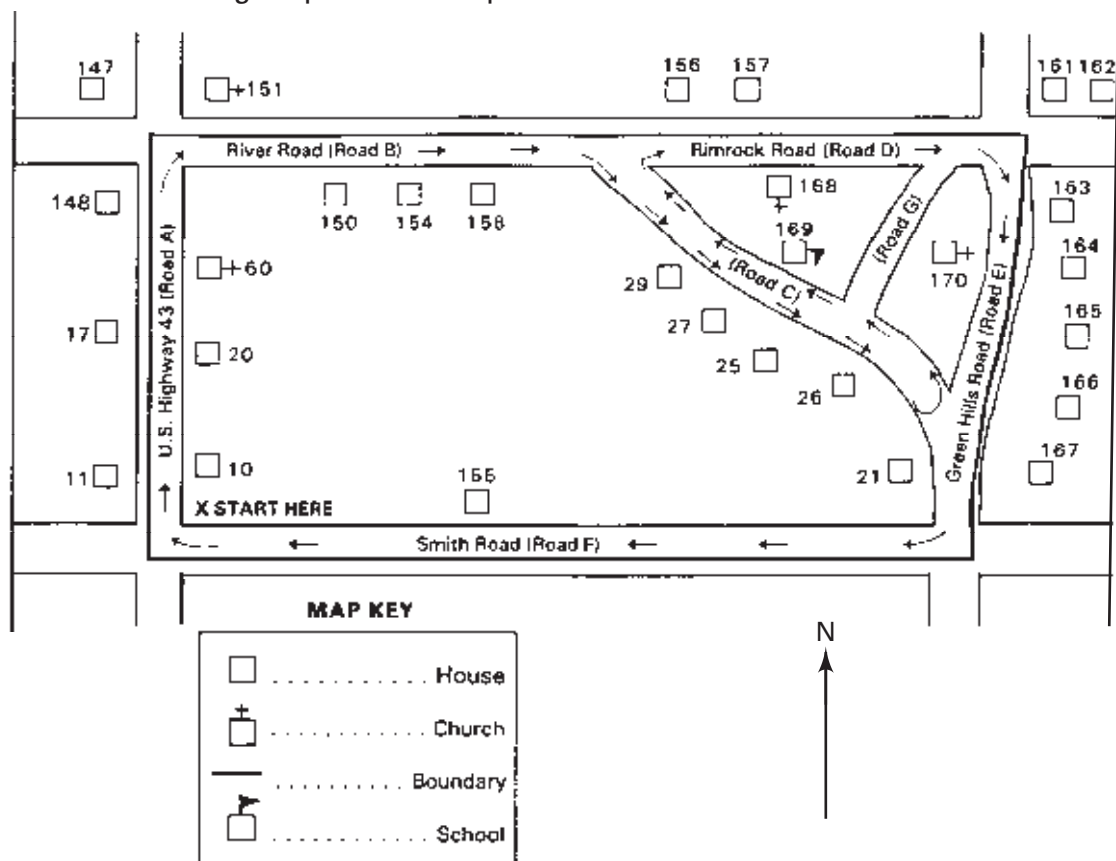 147
151
156
157
161
162
River Road (Road B)
Rimrock Road (Road D)
148
150
154
158
168
163
U.S. Highway 43 (Road A)
60
169
(Road G)
170
164
29
(Road C)
17
20
27
165
25
26
Green Hills Road (Road E)
166
11
10
21
167
X START HERE
Smith Road (Road F)
MAP KEY
N
House
Church
Boundary
School